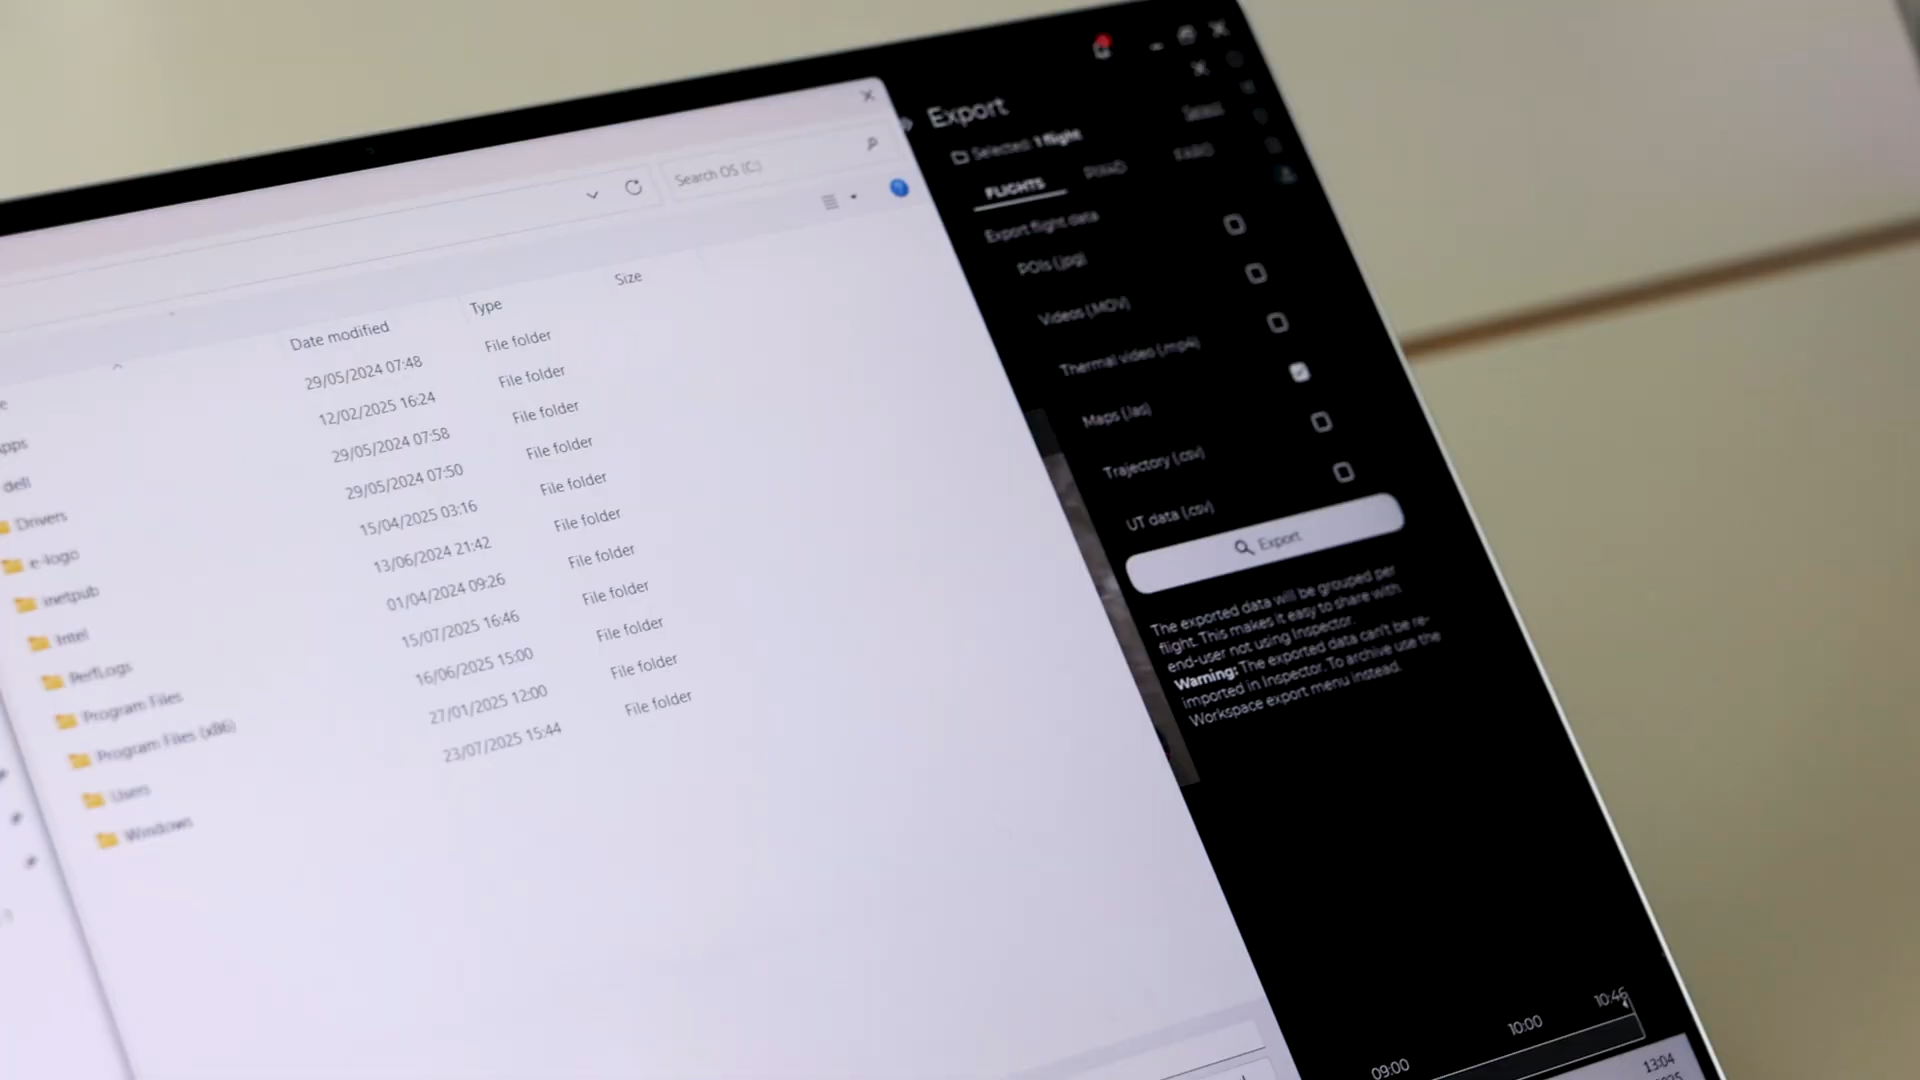 Search OS (C:)
Date modified
Type
Size
29/05/2024 07:48
File folder
12/02/2025 16:24
File folder
29/05/2024 07:58
File folder
29/05/2024 07:50
File folder
15/04/2025 03:16
File folder
13/06/2024 21:42
File folder
01/04/2024 09:26
File folder
15/07/2025 16:46
File folder
16/06/2025 15:00
File folder
27/01/2025 12:00
File folder
23/07/2025 15:44
File folder
dell
Drivers
e-logo
inetpub
Intel
PerfLogs
Program Files
Program Files (x86)
Users
Windows
Export
Select
Selected: 1 flight
FLIGHTS
FARO
Export flight data
POIs (.jpg)
Videos (.MOV)
Thermal video (.mp4)
Maps (.las)
Trajectory (.csv)
UT data (.csv)
Export
The exported data will be grouped per
flight. This makes it easy to share with
end-user not using Inspector.
Warning: The exported data can't be re-
imported in Inspector. To archive use the
Workspace export menu instead.
09:00
10:00
10:46
13:04